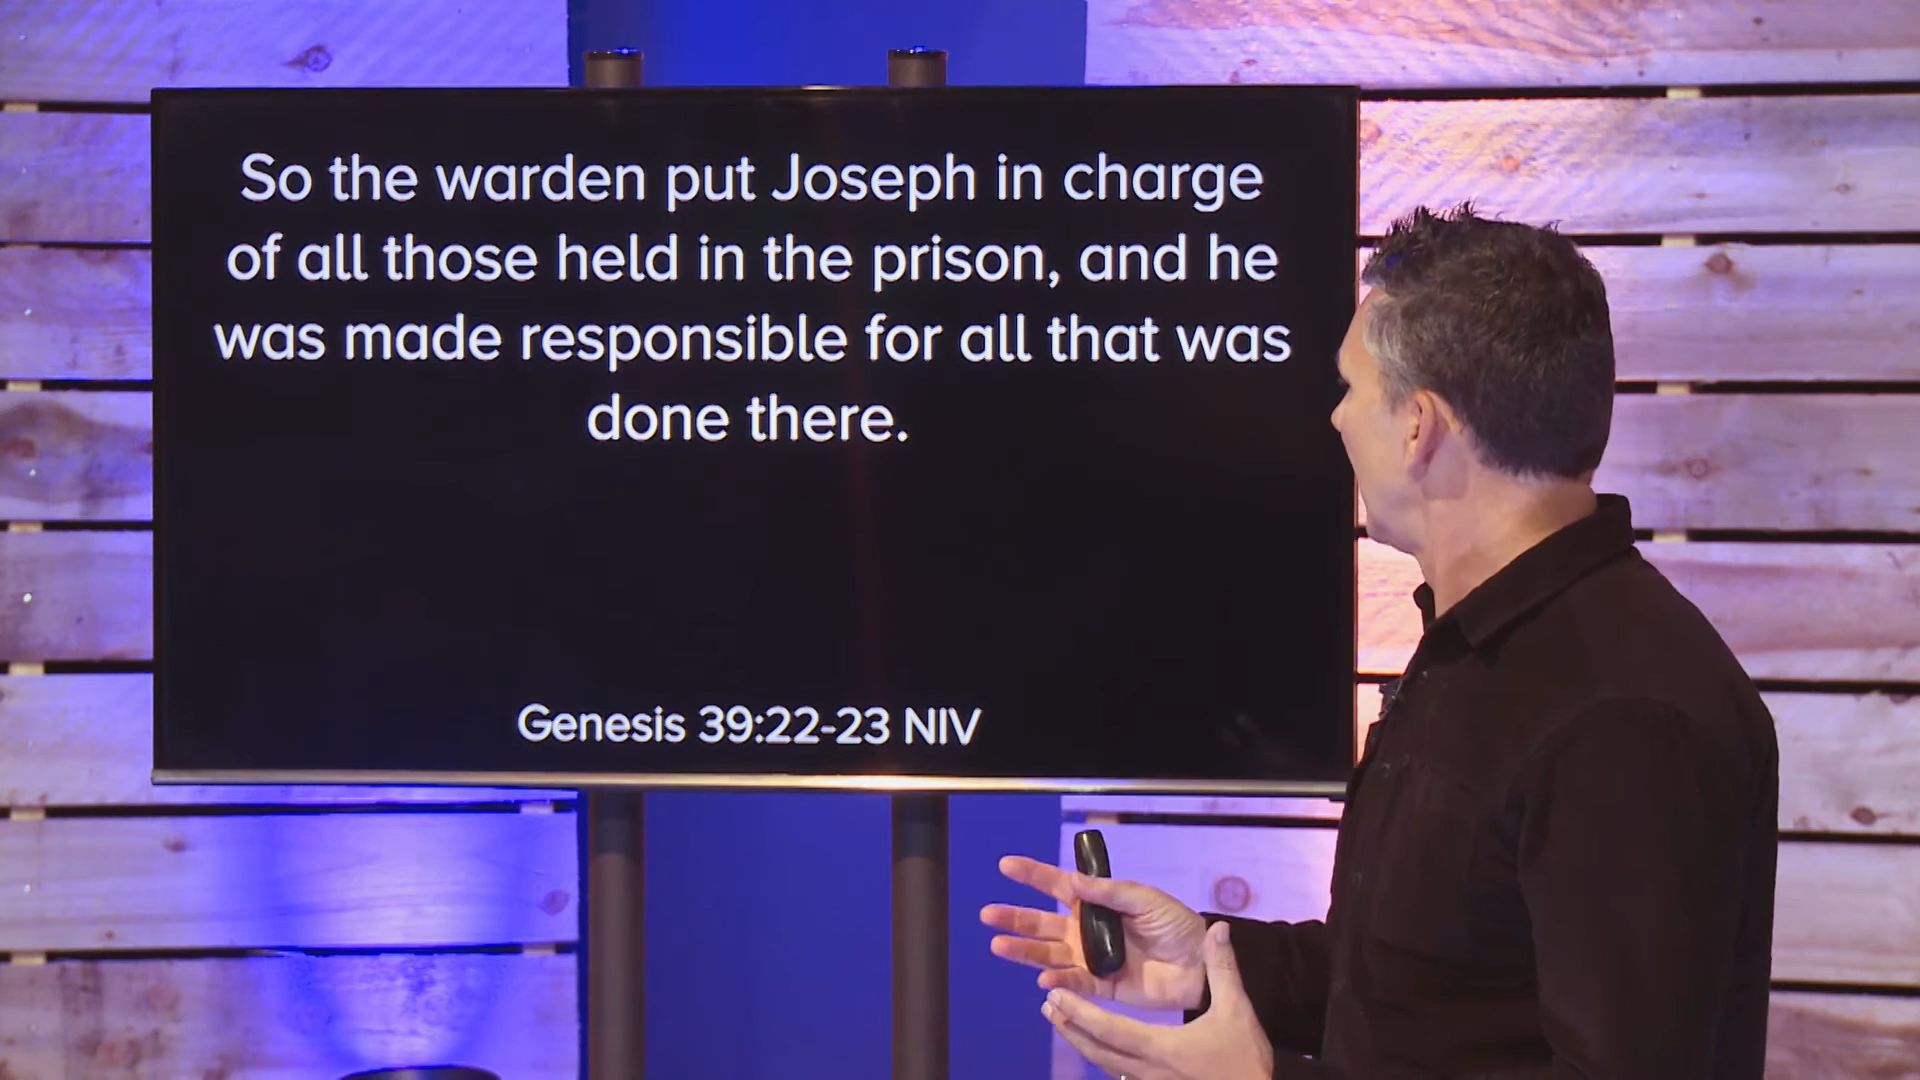 So the warden put Joseph in charge
of all those held in the prison, and he
was made responsible for all that was
done there.
Genesis 39:22-23 NIV